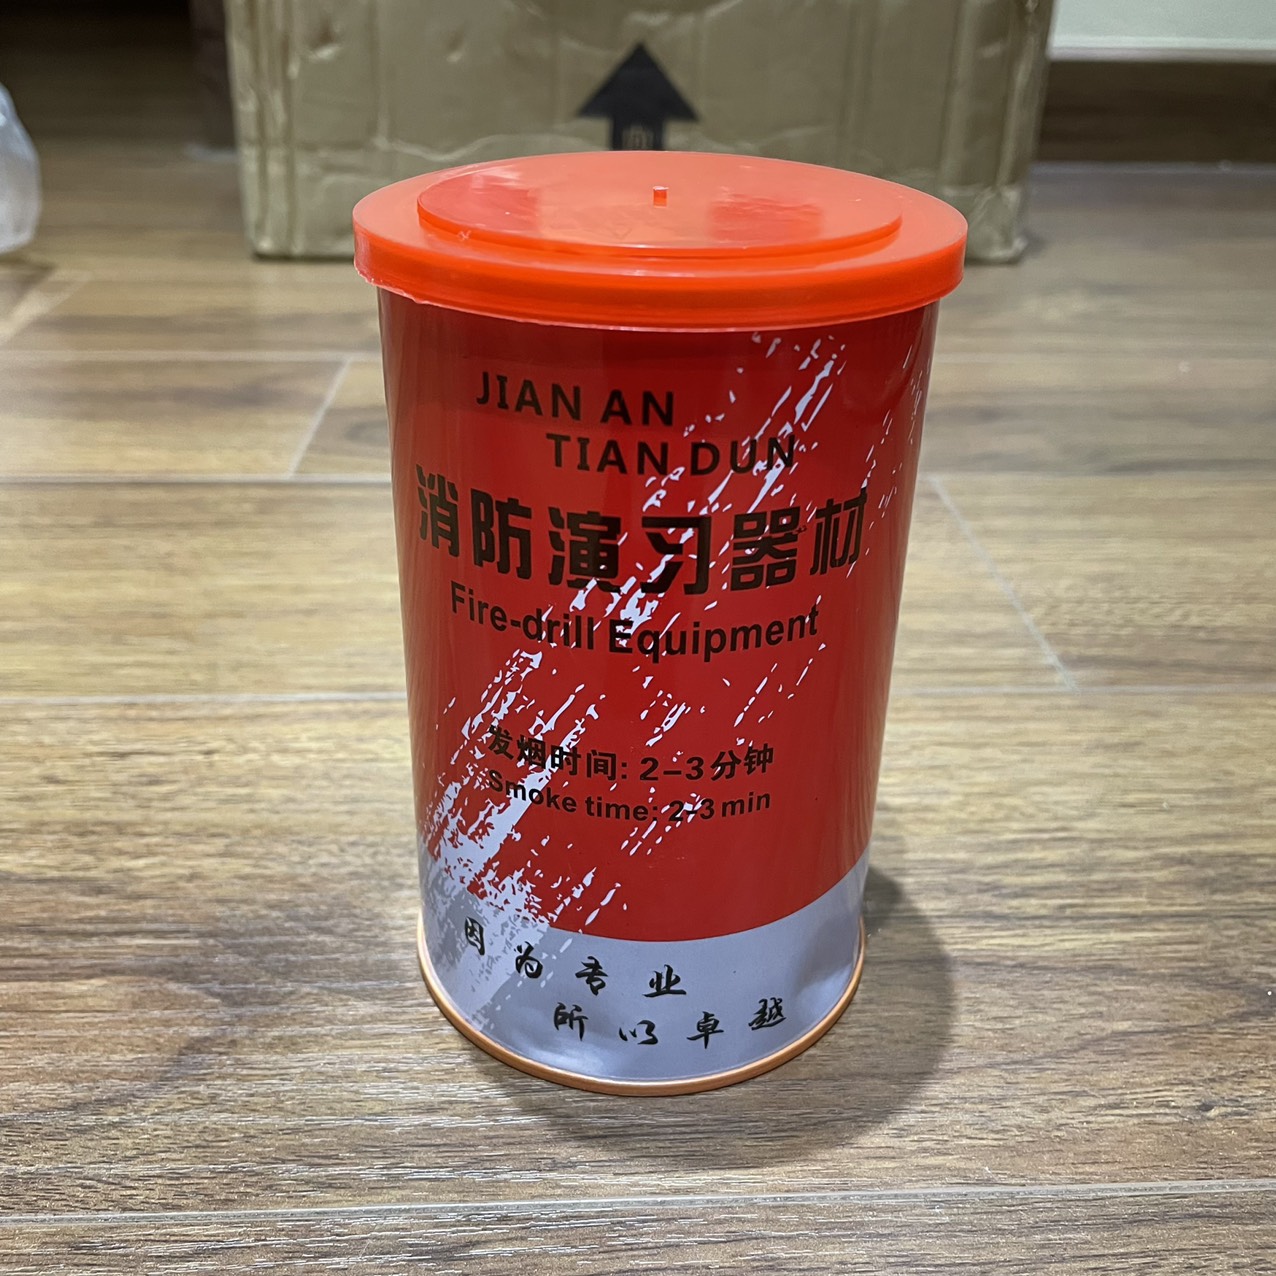 JIAN AN
TIAN DUN
消防演习器材
Fire-drill Equipment
发烟时间: 2-3分钟
Smoke time: 2-3 min
因为专业
所以卓越